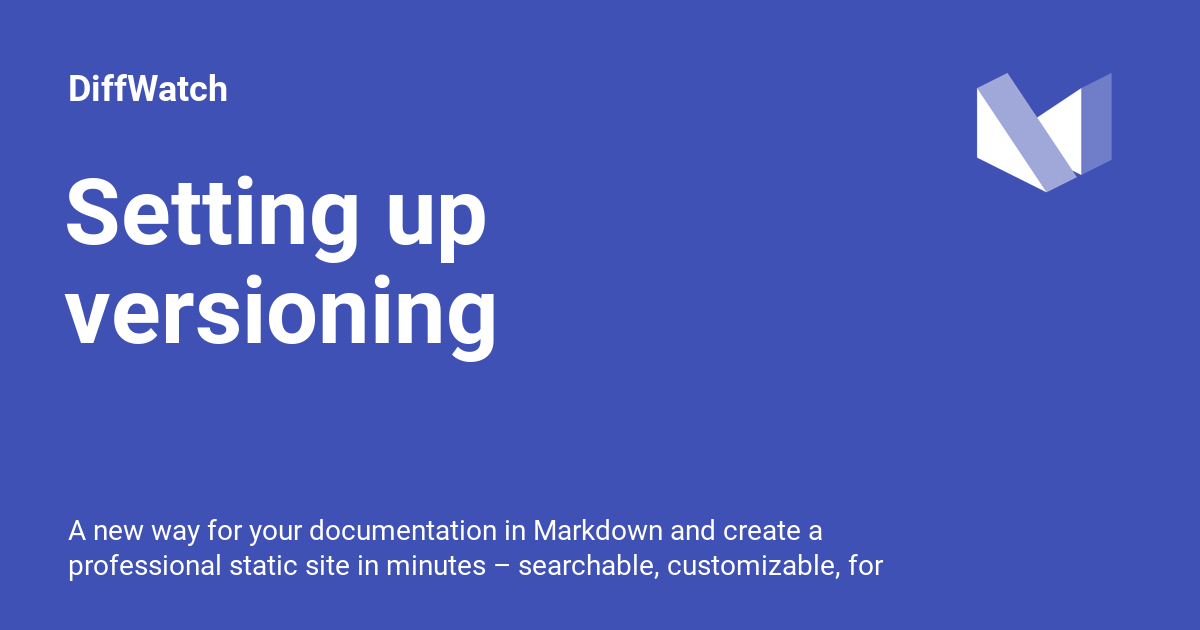 DiffWatch
Setting up
versioning
A new way for your documentation in Markdown and create a
professional static site in minutes – searchable, customizable, for